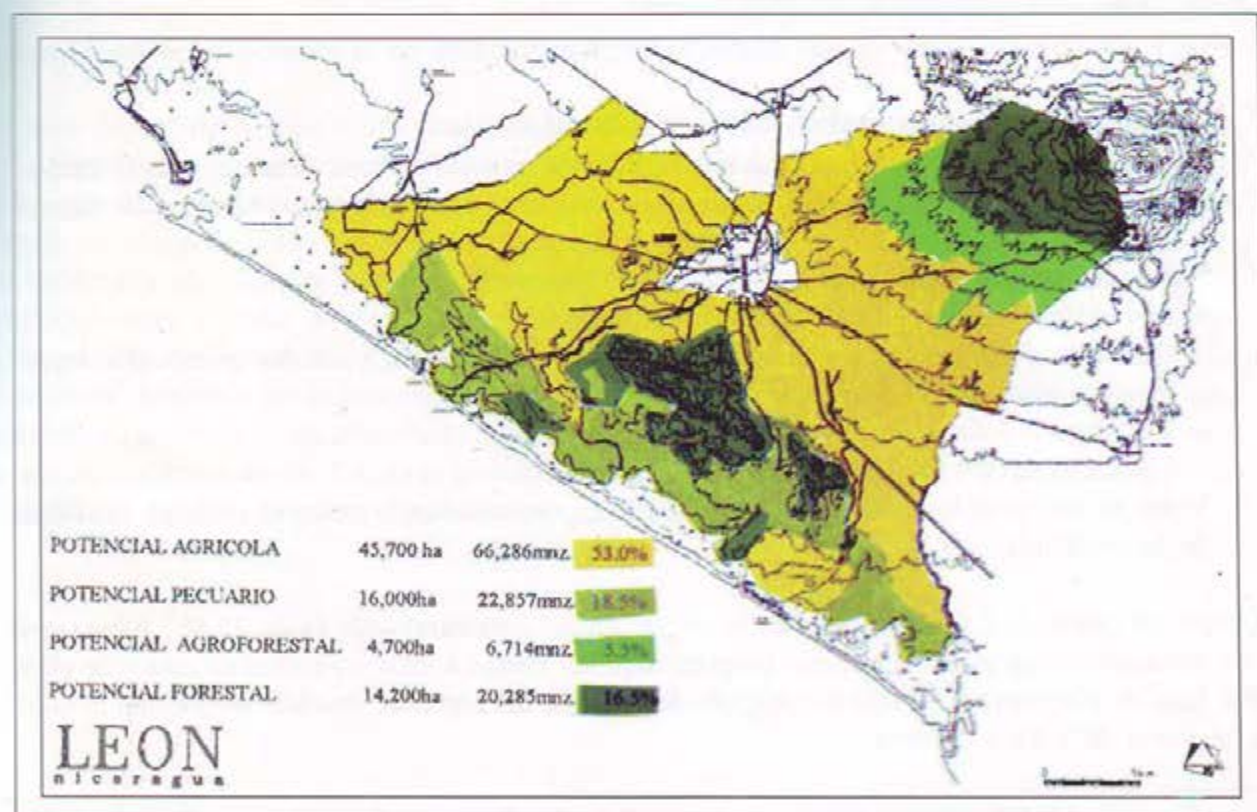 POTENCIAL AGRICOLA 45,700 ha 66,286mnz. 53.0%
POTENCIAL PECUARIO 16,000ha 22,857mnz. 18.5%
POTENCIAL AGROFORESTAL 4,700ha 6,714mnz. 5.5%
POTENCIAL FORESTAL 14,200ha 20,285mnz. 16.5%
LEON
nicaragua
0